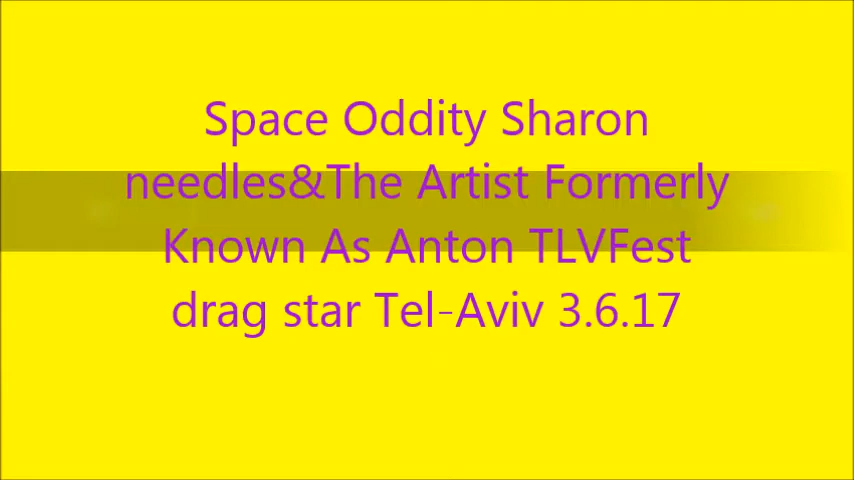 Space Oddity Sharon
needles&The Artist Formerly
Known As Anton TLVFest
drag star Tel-Aviv 3.6.17